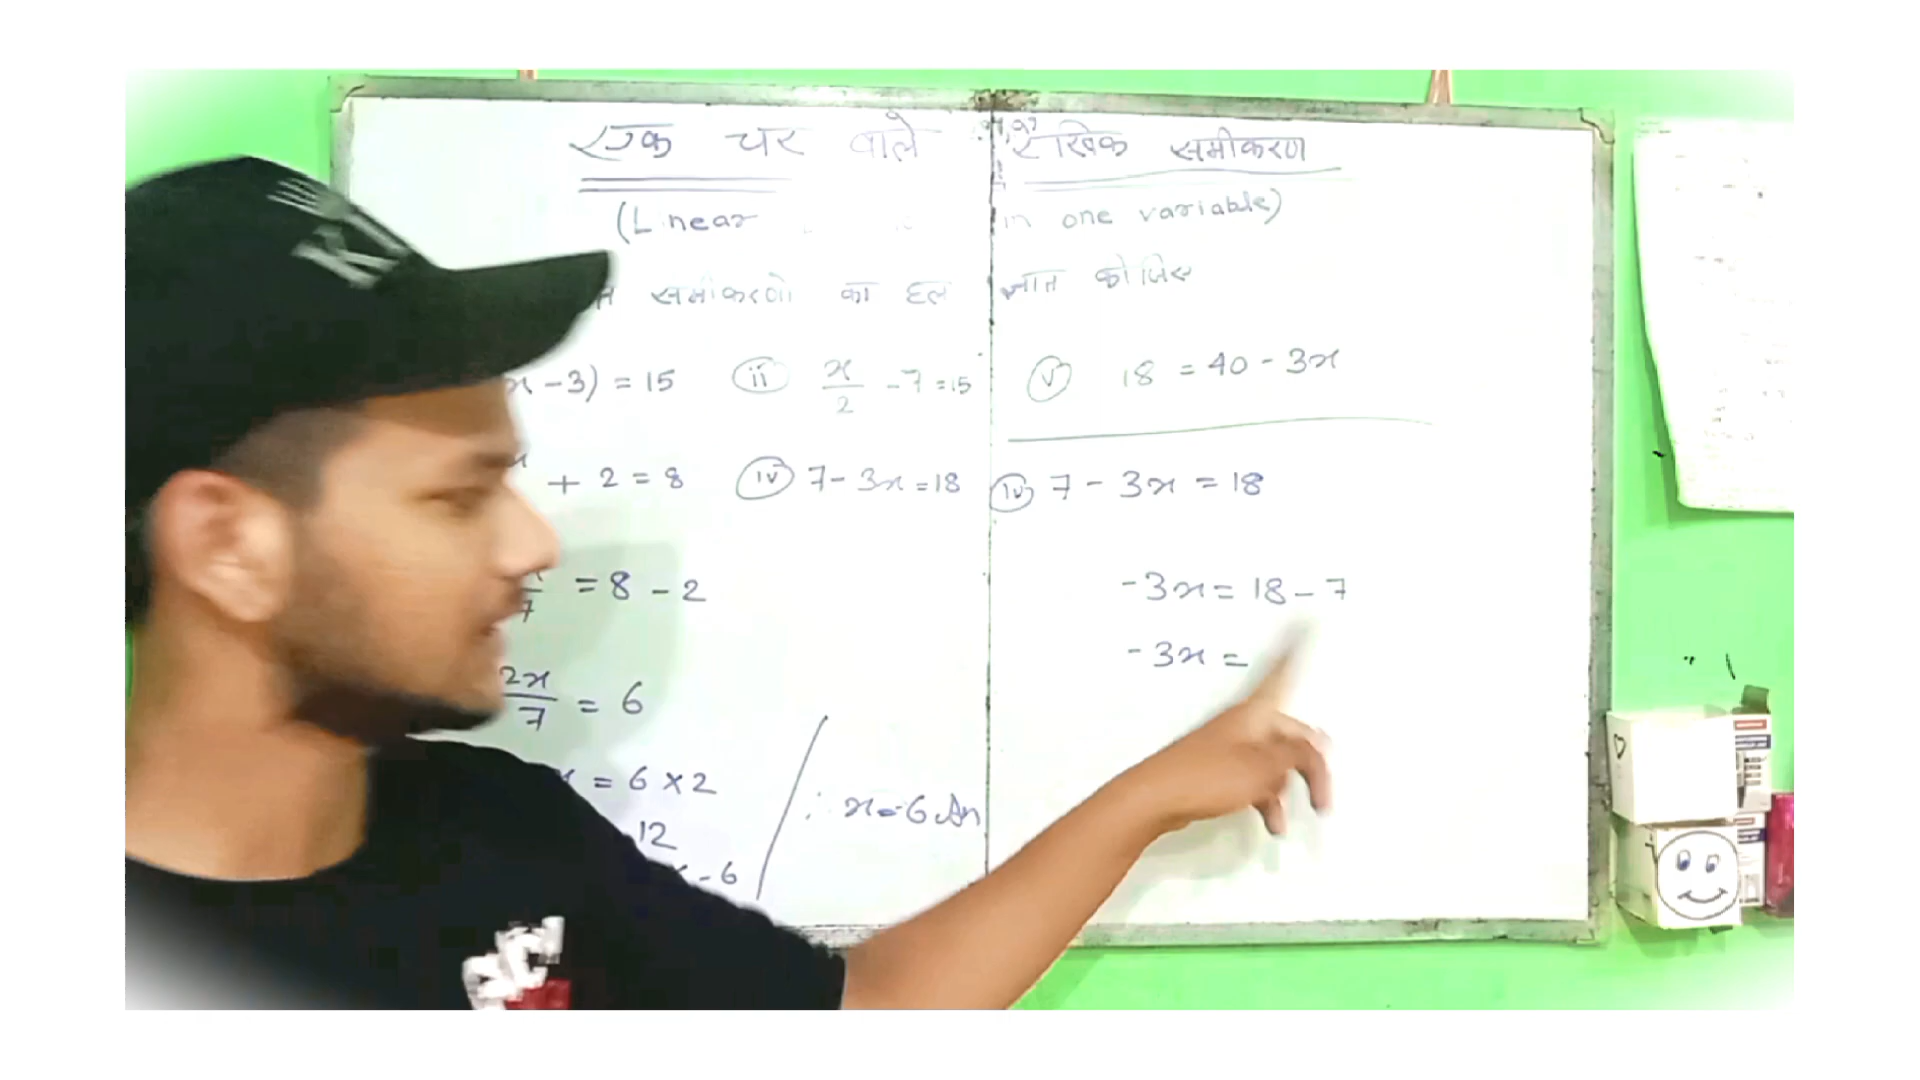 एक चर वाले रैखिक समीकरण
(Linear in one variable)
समीकरणो का हल ज्ञात कीजिए
x - 3) = 15
(ii) x/2 - 7 = 15
(v) 18 = 40 - 3x
+ 2 = 8
(iv) 7 - 3x = 18
= 8 - 2
2x/7 = 6
= 6 × 2
12
- 6
∴ x = 6 An
(iv) 7 - 3x = 18
-3x = 18 - 7
-3x =